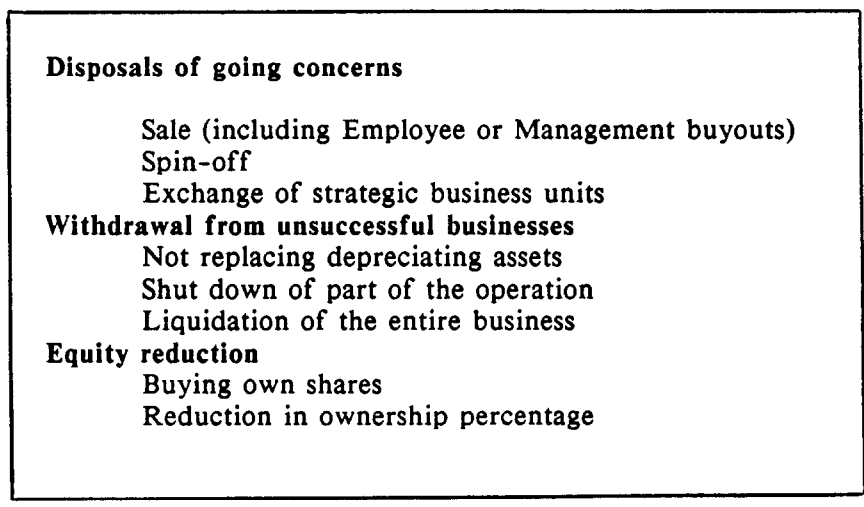 Disposals of going concerns
Sale (including Employee or Management buyouts)
Spin-off
Exchange of strategic business units
Withdrawal from unsuccessful businesses
Not replacing depreciating assets
Shut down of part of the operation
Liquidation of the entire business
Equity reduction
Buying own shares
Reduction in ownership percentage